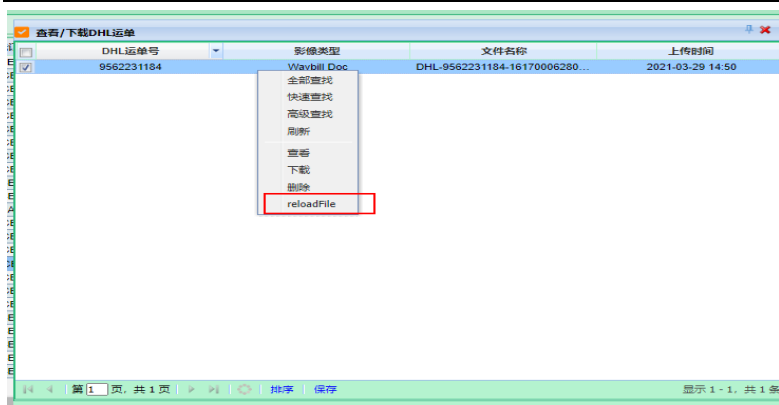 查看/下载DHL运单
DHL运单号 影像类型 文件名称 上传时间
9562231184 Waybill Doc DHL-9562231184-16170006280... 2021-03-29 14:50
全部查找
快速查找
高级查找
刷新
查看
下载
删除
reloadFile
第 1 页, 共 1 页 排序 保存 显示 1 - 1, 共 1 条